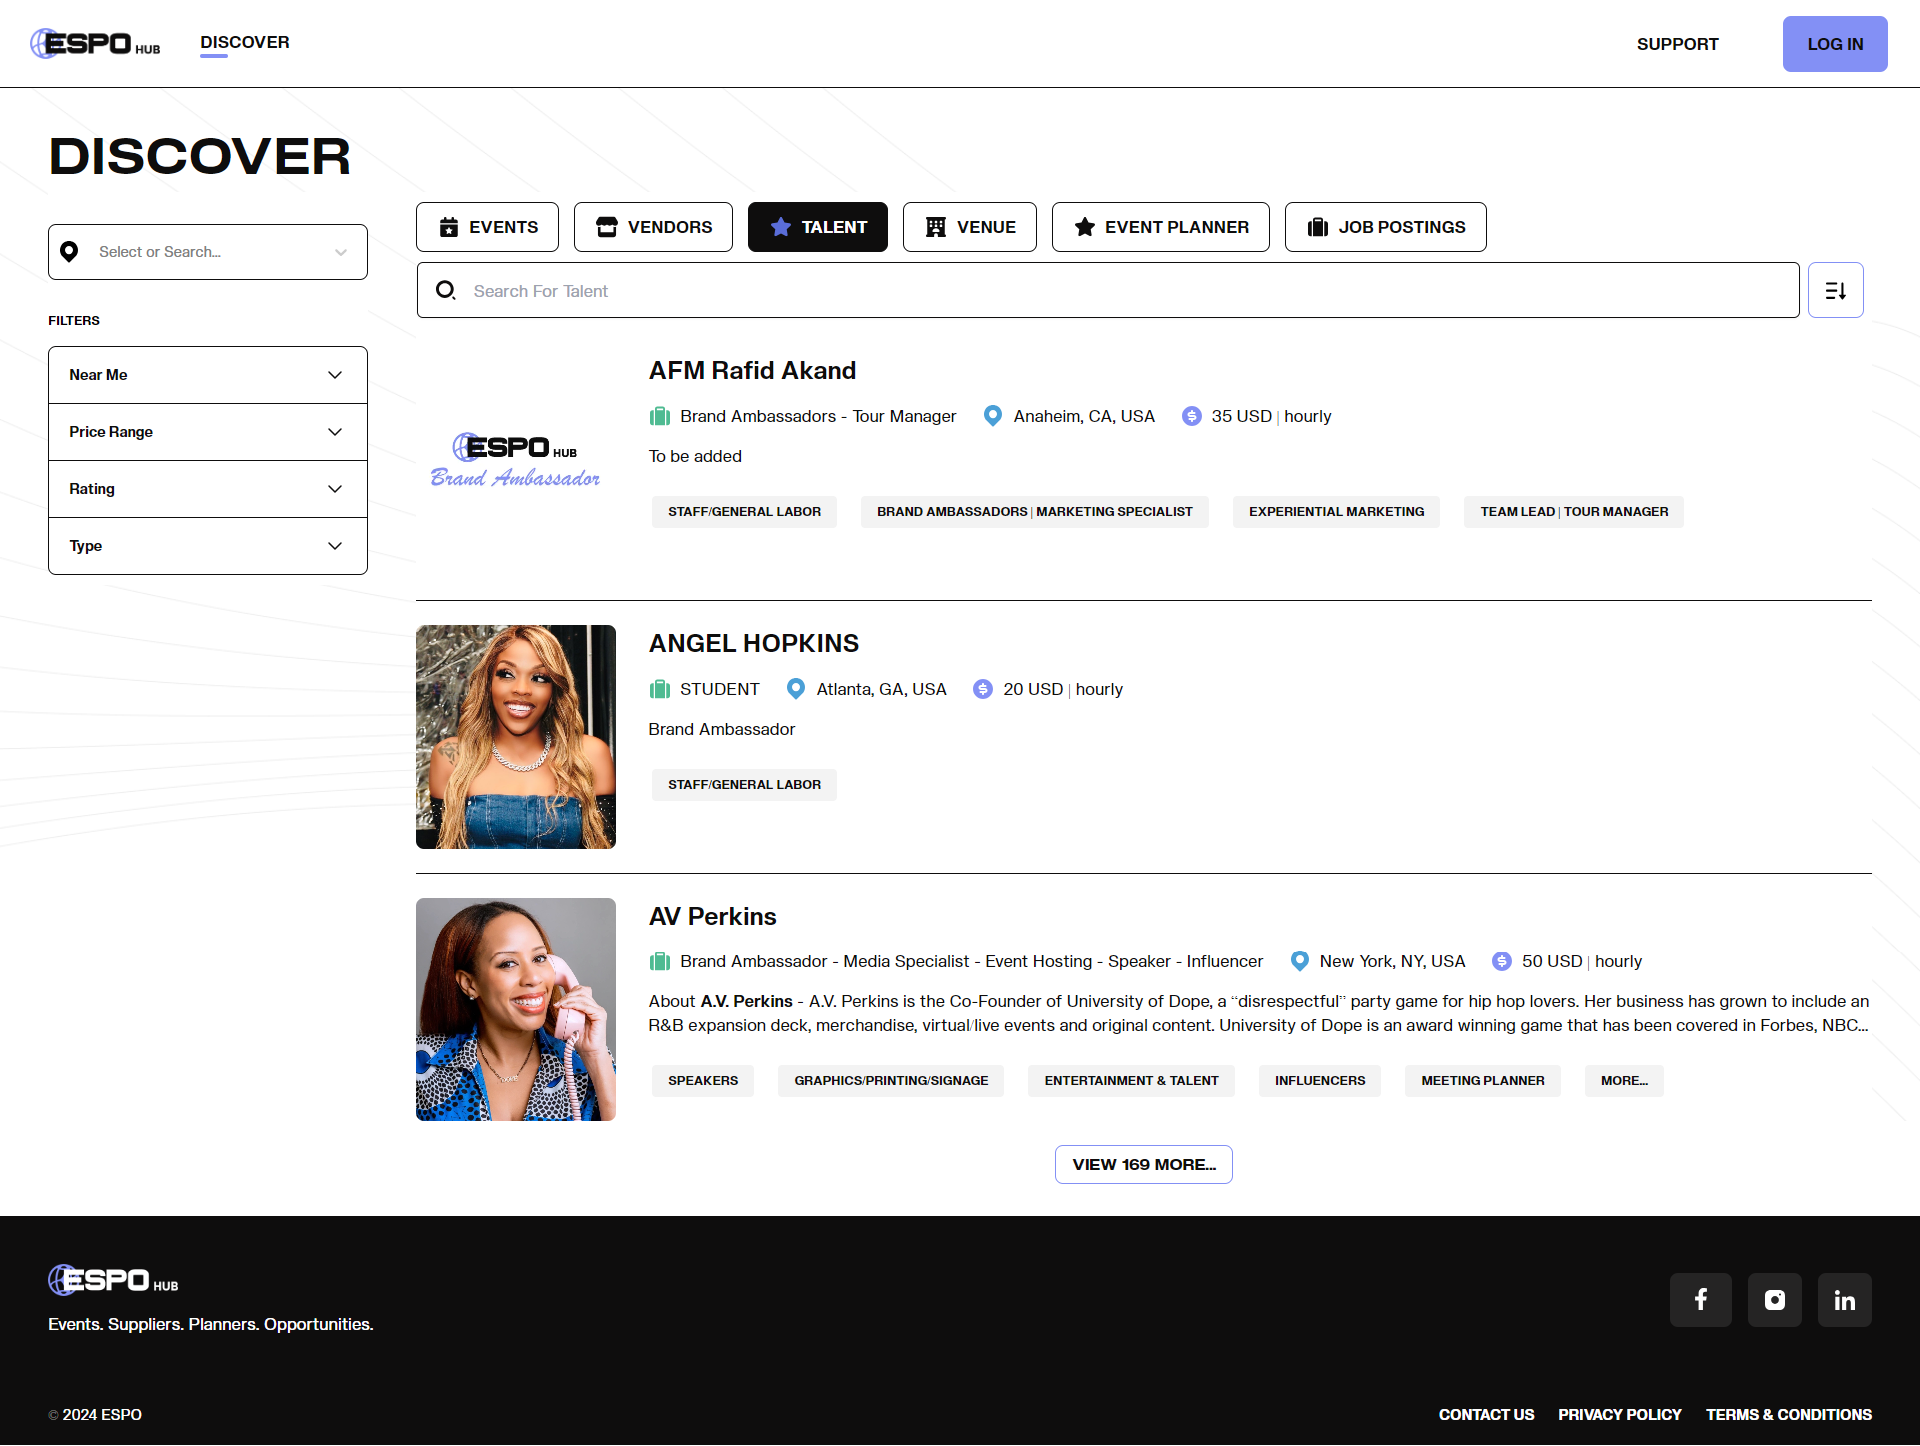 ESPO HUB
DISCOVER
SUPPORT
LOG IN
DISCOVER
Select or Search...
FILTERS
Near Me
Price Range
Rating
Type
EVENTS
VENDORS
TALENT
VENUE
EVENT PLANNER
JOB POSTINGS
Search For Talent
ESPO HUB
Brand Ambassador
AFM Rafid Akand
Brand Ambassadors - Tour Manager
Anaheim, CA, USA
35 USD | hourly
To be added
STAFF/GENERAL LABOR
BRAND AMBASSADORS | MARKETING SPECIALIST
EXPERIENTIAL MARKETING
TEAM LEAD | TOUR MANAGER
ANGEL HOPKINS
STUDENT
Atlanta, GA, USA
20 USD | hourly
Brand Ambassador
STAFF/GENERAL LABOR
AV Perkins
Brand Ambassador - Media Specialist - Event Hosting - Speaker - Influencer
New York, NY, USA
50 USD | hourly
About A.V. Perkins - A.V. Perkins is the Co-Founder of University of Dope, a “disrespectful” party game for hip hop lovers. Her business has grown to include an
R&B expansion deck, merchandise, virtual/live events and original content. University of Dope is an award winning game that has been covered in Forbes, NBC...
SPEAKERS
GRAPHICS/PRINTING/SIGNAGE
ENTERTAINMENT & TALENT
INFLUENCERS
MEETING PLANNER
MORE...
VIEW 169 MORE...
ESPO HUB
Events. Suppliers. Planners. Opportunities.
© 2024 ESPO
CONTACT US
PRIVACY POLICY
TERMS & CONDITIONS